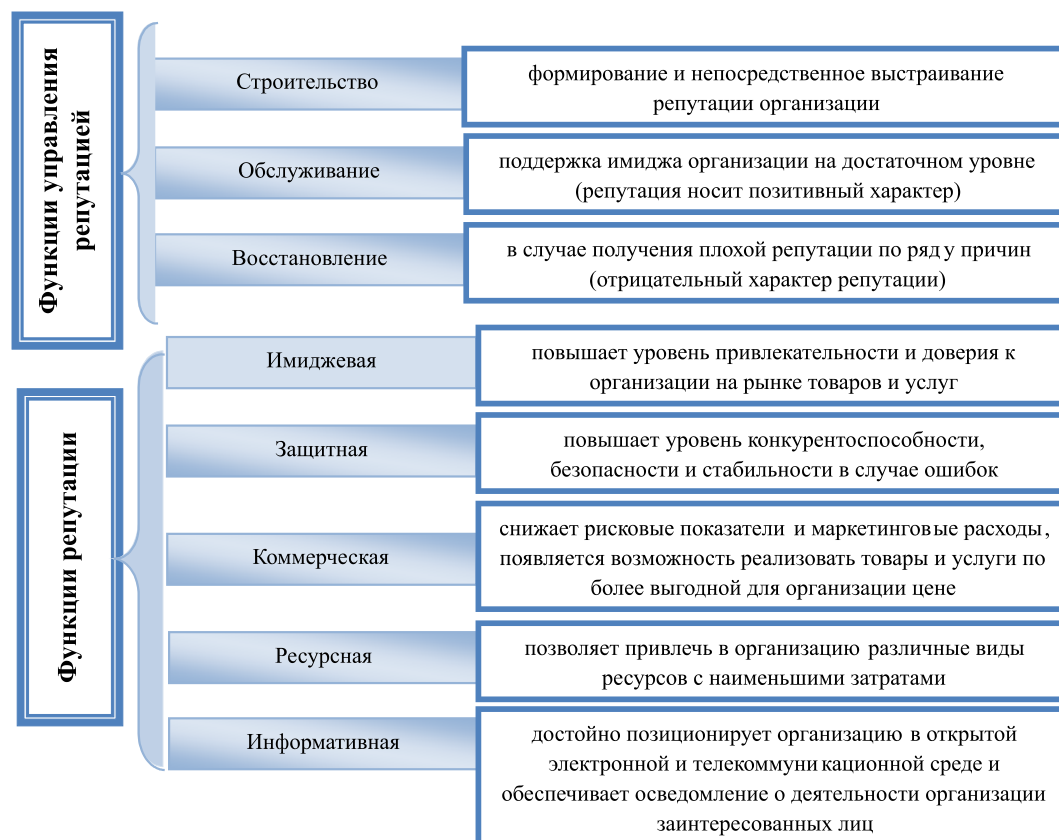 Функции управления
репутацией
Строительство
формирование и непосредственное выстраивание
репутации организации
Обслуживание
поддержка имиджа организации на достаточном уровне
(репутация носит позитивный характер)
Восстановление
в случае получения плохой репутации по ряд у причин
(отрицательный характер репутации)
Функции репутации
Имиджевая
повышает уровень привлекательности и доверия к
организации на рынке товаров и услуг
Защитная
повышает уровень конкурентоспособности,
безопасности и стабильности в случае ошибок
Коммерческая
снижает рисковые показатели и маркетинговые расходы,
появляется возможность реализовать товары и услуги по
более выгодной для организации цене
Ресурсная
позволяет привлечь в организацию различные виды
ресурсов с наименьшими затратами
Информативная
достойно позиционирует организацию в открытой
электронной и телекоммуни кационной среде и
обеспечивает осведомление о деятельности организации
заинтересованных лиц